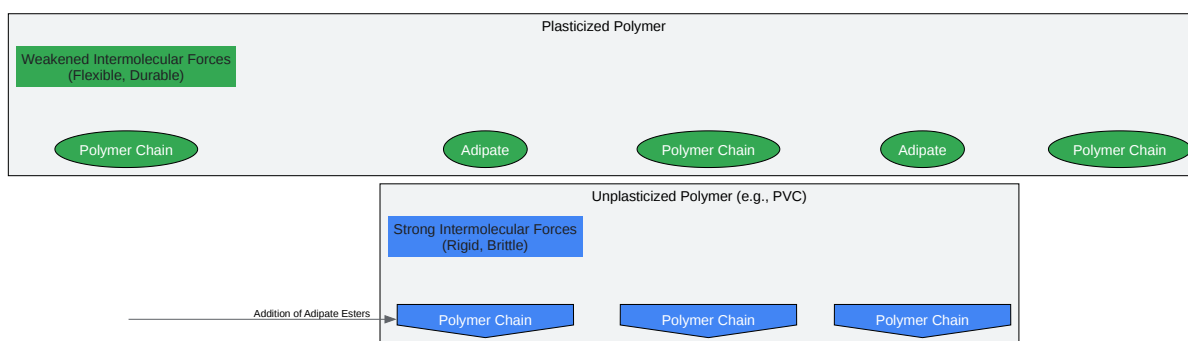 Plasticized Polymer
Weakened Intermolecular Forces
(Flexible, Durable)
Polymer Chain
Adipate
Polymer Chain
Adipate
Polymer Chain
Unplasticized Polymer (e.g., PVC)
Strong Intermolecular Forces
(Rigid, Brittle)
Addition of Adipate Esters
Polymer Chain
Polymer Chain
Polymer Chain